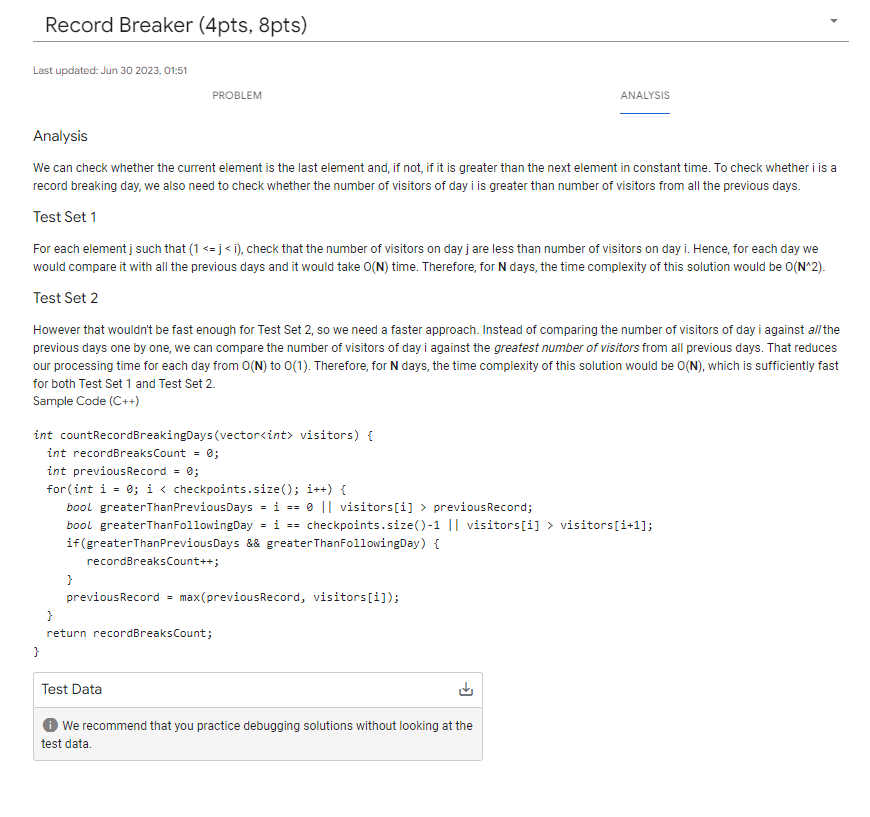 Record Breaker (4pts, 8pts)
Last updated: Jun 30 2023, 01:51
PROBLEM
ANALYSIS
Analysis
We can check whether the current element is the last element and, if not, if it is greater than the next element in constant time. To check whether i is a
record breaking day, we also need to check whether the number of visitors of day i is greater than number of visitors from all the previous days.
Test Set 1
For each element j such that (1 <= j < i), check that the number of visitors on day j are less than number of visitors on day i. Hence, for each day we
would compare it with all the previous days and it would take O(N) time. Therefore, for N days, the time complexity of this solution would be O(N^2).
Test Set 2
However that wouldn't be fast enough for Test Set 2, so we need a faster approach. Instead of comparing the number of visitors of day i against all the
previous days one by one, we can compare the number of visitors of day i against the greatest number of visitors from all previous days. That reduces
our processing time for each day from O(N) to O(1). Therefore, for N days, the time complexity of this solution would be O(N), which is sufficiently fast
for both Test Set 1 and Test Set 2.
Sample Code (C++)
int countRecordBreakingDays(vector<int> visitors) {
  int recordBreaksCount = 0;
  int previousRecord = 0;
  for(int i = 0; i < checkpoints.size(); i++) {
     bool greaterThanPreviousDays = i == 0 || visitors[i] > previousRecord;
     bool greaterThanFollowingDay = i == checkpoints.size()-1 || visitors[i] > visitors[i+1];
     if(greaterThanPreviousDays && greaterThanFollowingDay) {
        recordBreaksCount++;
     }
     previousRecord = max(previousRecord, visitors[i]);
  }
  return recordBreaksCount;
}
Test Data
We recommend that you practice debugging solutions without looking at the
test data.